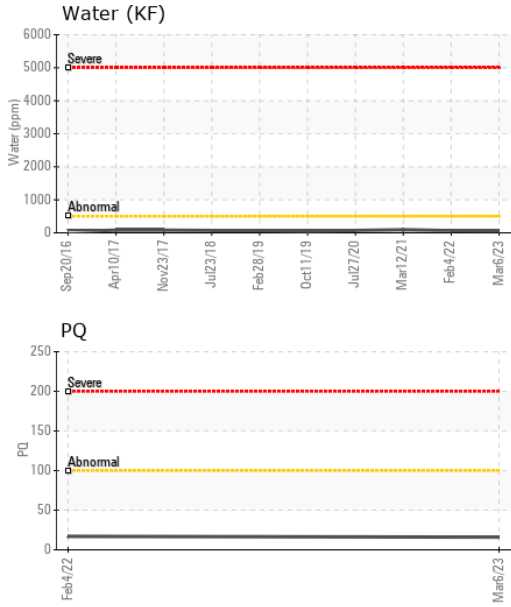 Water (KF)
6000
Severe
5000
4000
3000
2000
1000
Abnormal
0
Water (ppm)
Sep20/16
Apr10/17
Nov23/17
Jul23/18
Feb28/19
Oct11/19
Jul27/20
Mar12/21
Feb4/22
Mar6/23
PQ
250
Severe
200
150
Abnormal
100
50
0
PQ
Feb4/22
Mar6/23